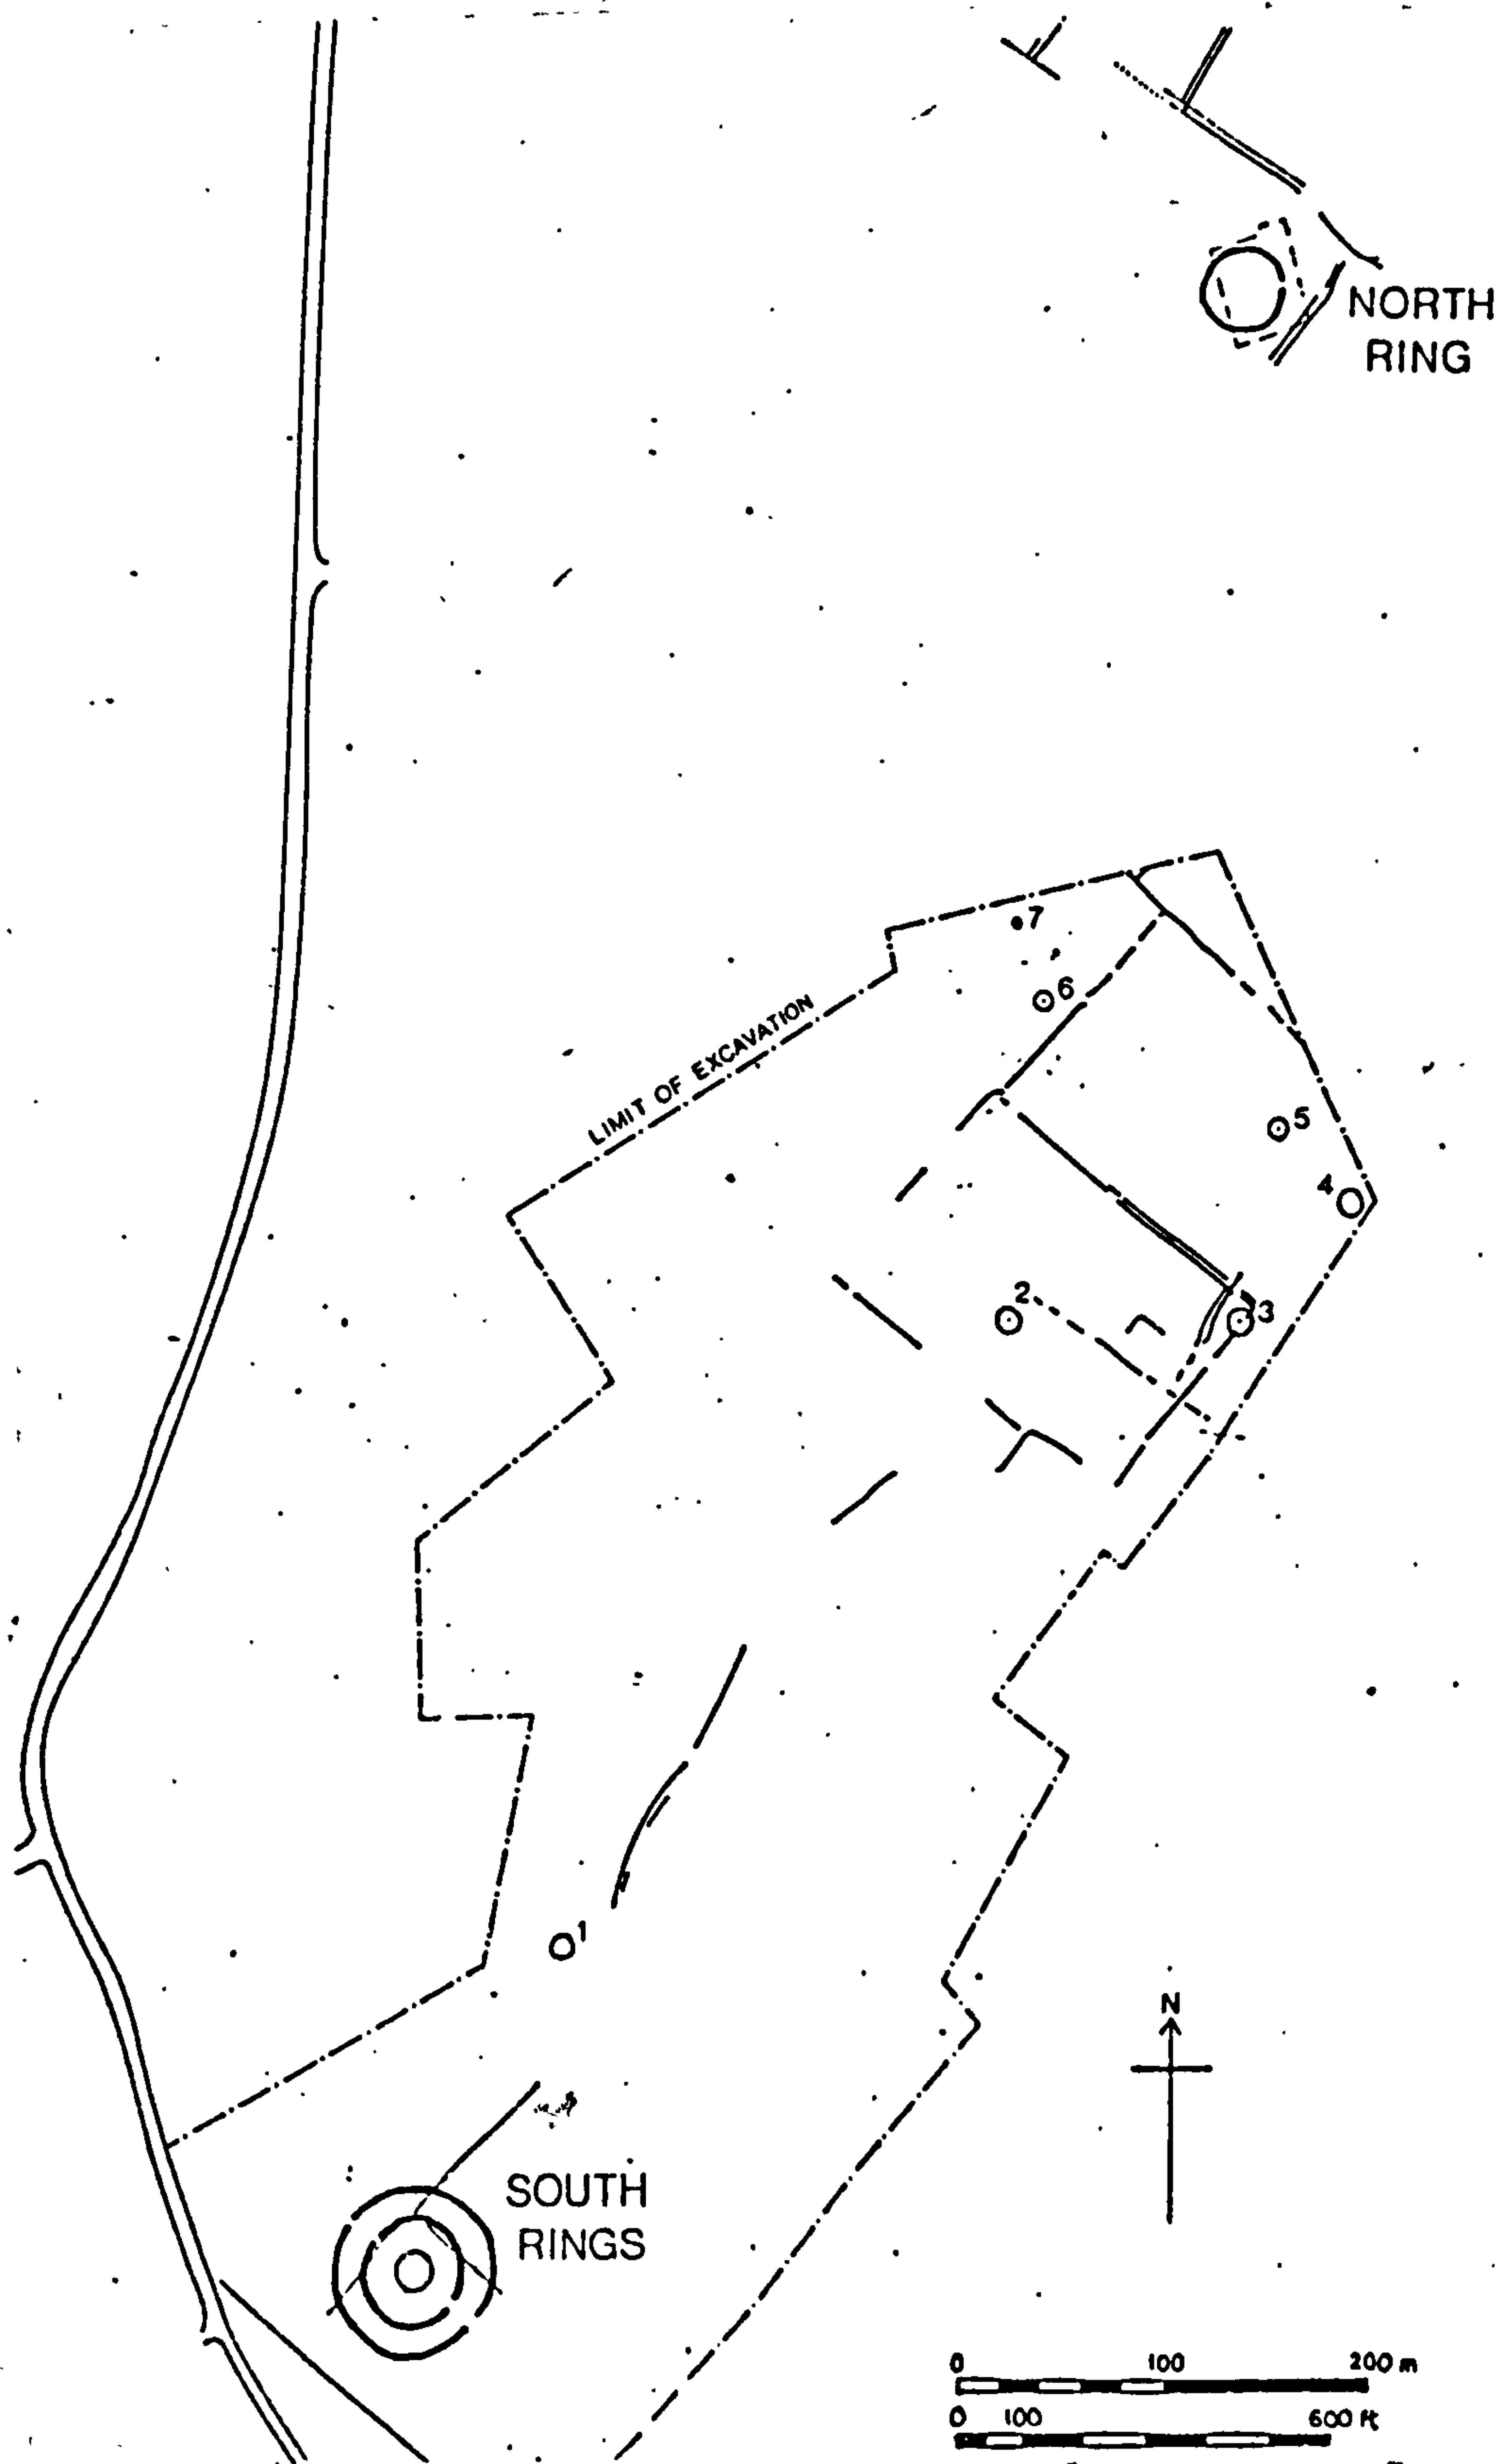 NORTH
RING
7
6
LIMIT OF EXCAVATION
5
4
2
3
1
N
SOUTH
RINGS
0 100 200 m
0 100 600 ft